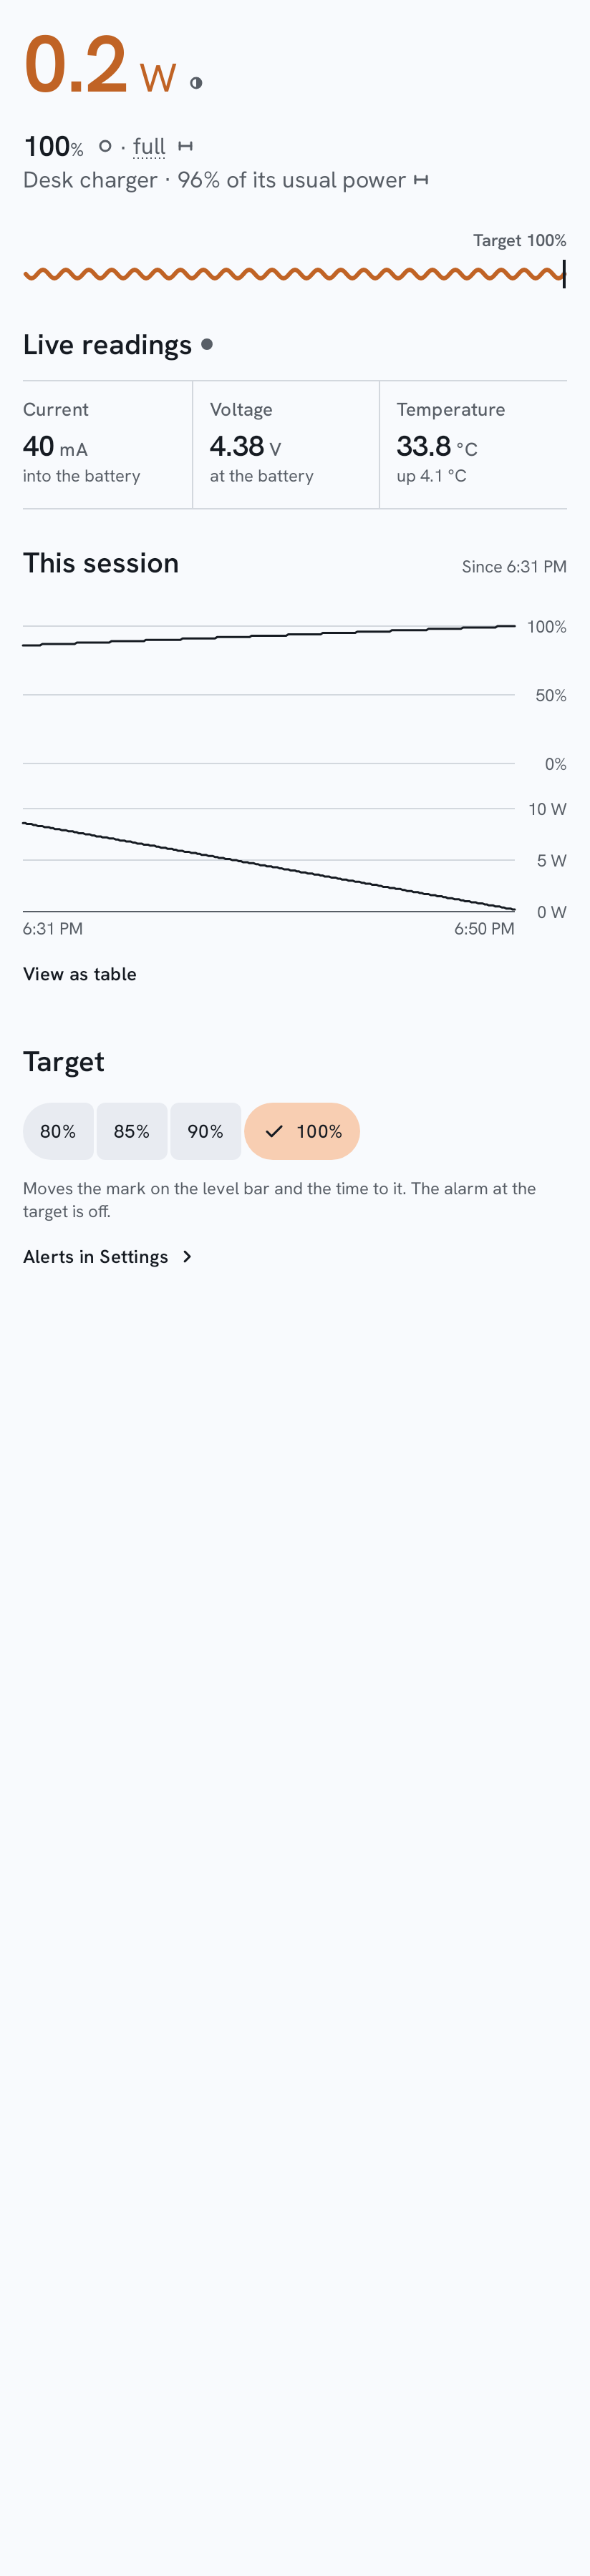 0.2 W
100% · full
Desk charger · 96% of its usual power
Target 100%
Live readings
Current Voltage Temperature
40 mA 4.38 V 33.8 °C
into the battery at the battery up 4.1 °C
This session Since 6:31 PM
100%
50%
0%
10 W
5 W
0 W
6:31 PM 6:50 PM
View as table
Target
80% 85% 90% 100%
Moves the mark on the level bar and the time to it. The alarm at the
target is off.
Alerts in Settings